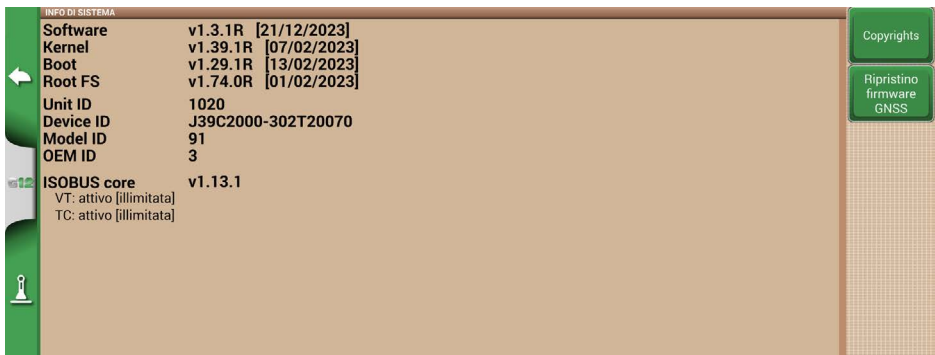 INFO DI SISTEMA
Software v1.3.1R [21/12/2023]
Kernel v1.39.1R [07/02/2023]
Boot v1.29.1R [13/02/2023]
Root FS v1.74.0R [01/02/2023]
Unit ID 1020
Device ID J39C2000-302T20070
Model ID 91
OEM ID 3
ISOBUS core v1.13.1
VT: attivo [illimitata]
TC: attivo [illimitata]
G12
Copyrights
Ripristino
firmware
GNSS